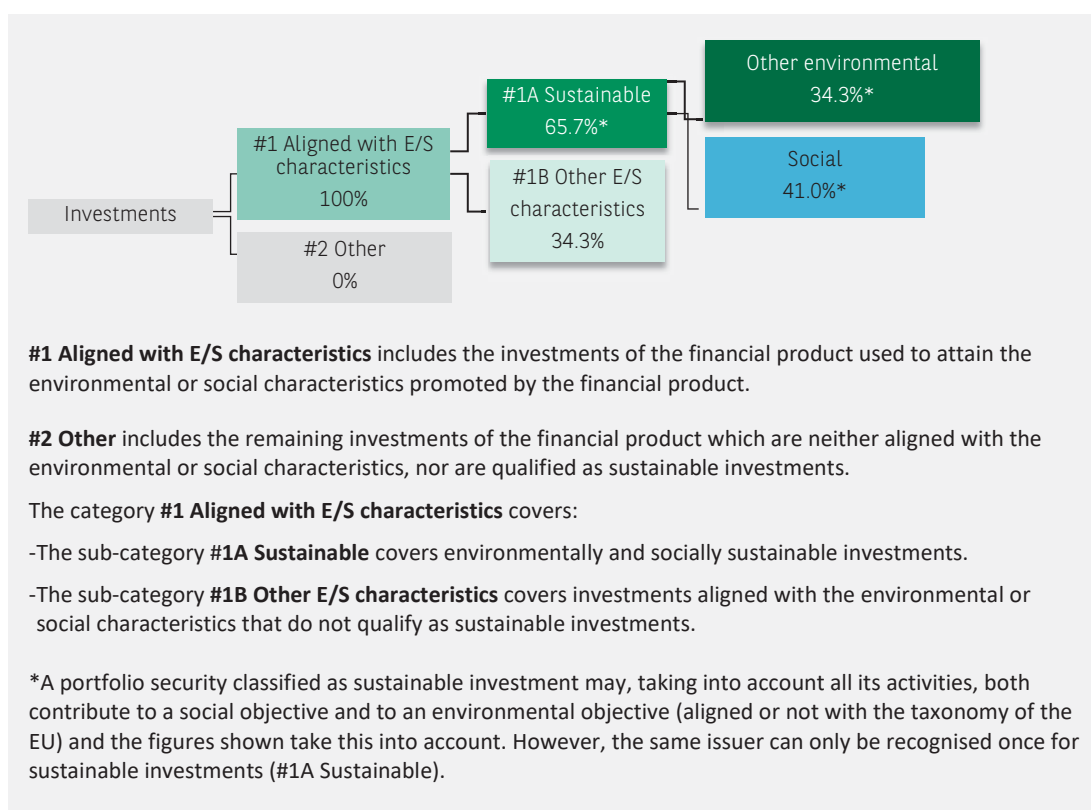 Investments
#1 Aligned with E/S
characteristics
100%
#2 Other
0%
#1A Sustainable
65.7%*
#1B Other E/S
characteristics
34.3%
Other environmental
34.3%*
Social
41.0%*
#1 Aligned with E/S characteristics includes the investments of the financial product used to attain the
environmental or social characteristics promoted by the financial product.
#2 Other includes the remaining investments of the financial product which are neither aligned with the
environmental or social characteristics, nor are qualified as sustainable investments.
The category #1 Aligned with E/S characteristics covers:
-The sub-category #1A Sustainable covers environmentally and socially sustainable investments.
-The sub-category #1B Other E/S characteristics covers investments aligned with the environmental or
social characteristics that do not qualify as sustainable investments.
*A portfolio security classified as sustainable investment may, taking into account all its activities, both
contribute to a social objective and to an environmental objective (aligned or not with the taxonomy of the
EU) and the figures shown take this into account. However, the same issuer can only be recognised once for
sustainable investments (#1A Sustainable).